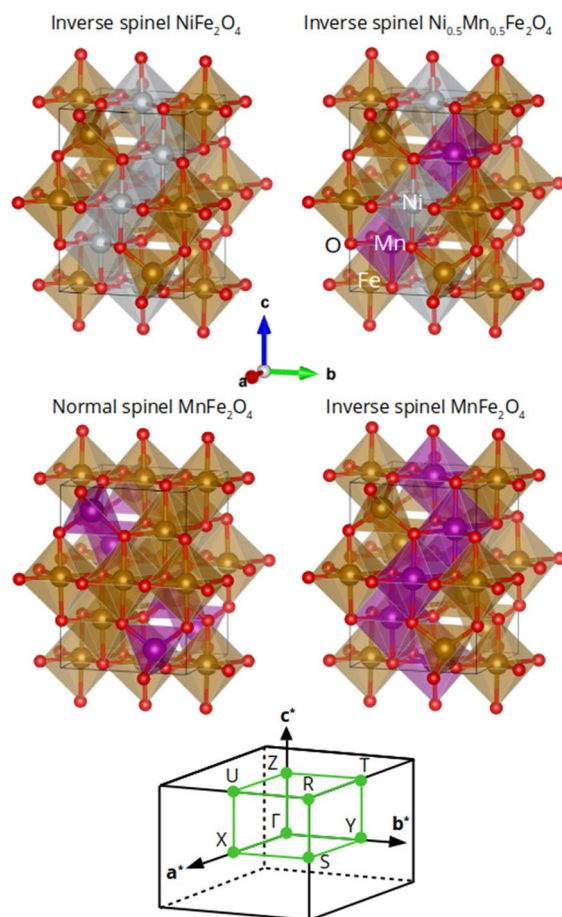 Inverse spinel NiFe₂O₄
Inverse spinel Ni₀.₅Mn₀.₅Fe₂O₄
Ni
O
Mn
Fe
c
a
b
Normal spinel MnFe₂O₄
Inverse spinel MnFe₂O₄
c*
Z
T
U
R
Γ
Y
b*
X
S
a*